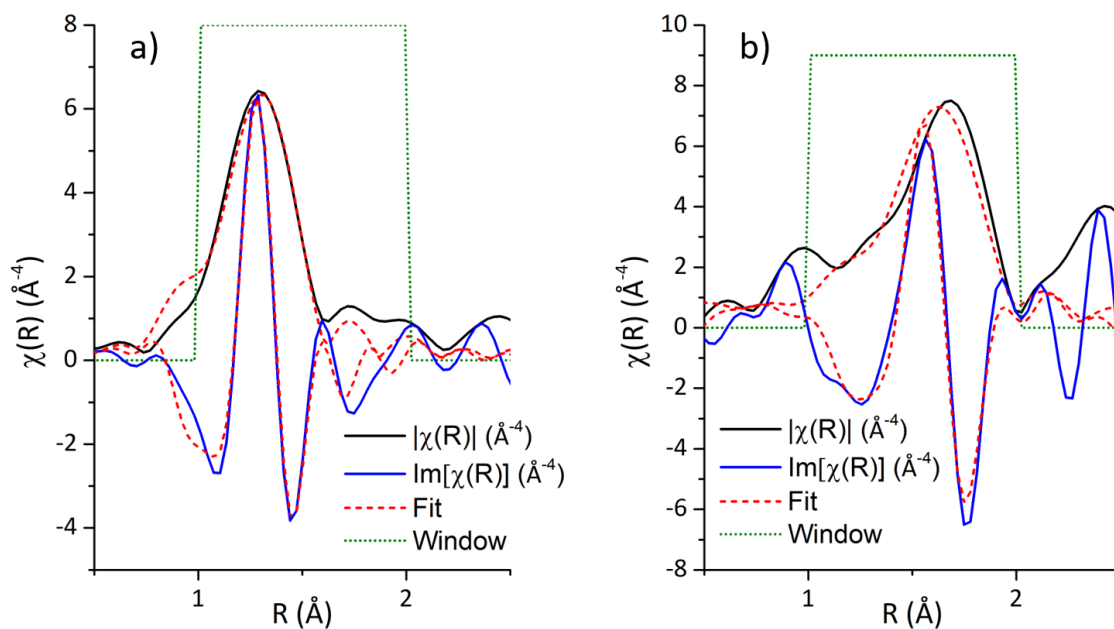 a)
8
6
4
2
0
-2
-4
χ(R) (Å⁻⁴)
|χ(R)| (Å⁻⁴)
Im[χ(R)] (Å⁻⁴)
Fit
Window
1
2
R (Å)
b)
10
8
6
4
2
0
-2
-4
-6
-8
χ(R) (Å⁻⁴)
|χ(R)| (Å⁻⁴)
Im[χ(R)] (Å⁻⁴)
Fit
Window
1
2
R (Å)